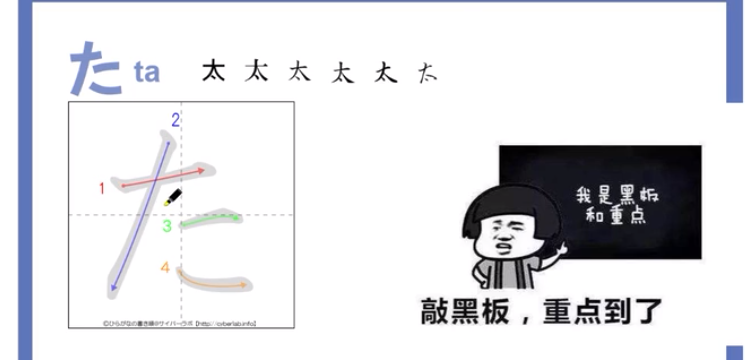 た ta 太 太 太 太 太 た
2
1
3
4
©ひらがなの書き順@サイバーラボ【http://cyberlab.info】
我是黑板
和重点
敲黑板，重点到了